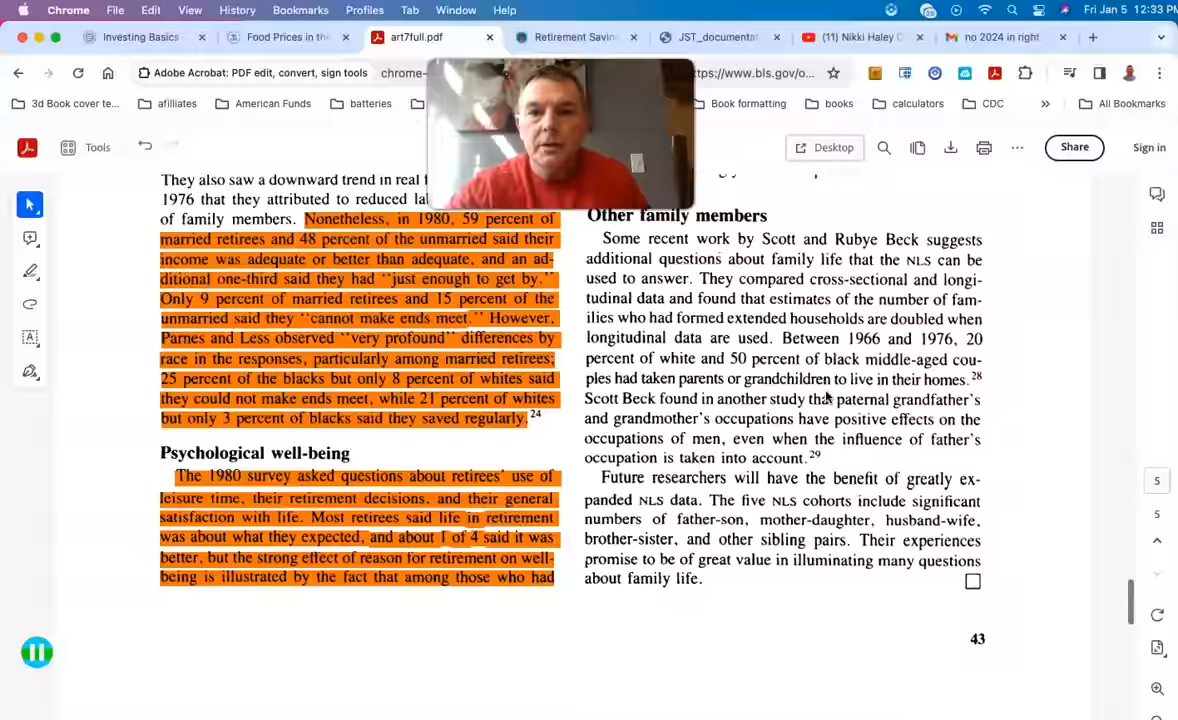 Chrome File Edit View History Bookmarks Profiles Tab Window Help Fri Jan 5 12:33 PM
Investing Basics - Food Prices in the art7full.pdf Retirement Savin JST_documenta (11) Nikki Haley D no 2024 in right
Adobe Acrobat: PDF edit, convert, sign tools chrome- ttps://www.bls.gov/o...
3d Book cover te... afilliates American Funds batteries Book formatting books calculators CDC All Bookmarks
Tools Desktop Share Sign in
They also saw a downward trend in real
1976 that they attributed to reduced
of family members. Nonetheless, in 1980, 59 percent of
married retirees and 48 percent of the unmarried said their
income was adequate or better than adequate, and an ad-
ditional one-third said they had "just enough to get by."
Only 9 percent of married retirees and 15 percent of the
unmarried said they "cannot make ends meet." However,
Parnes and Less observed "very profound" differences by
race in the responses, particularly among married retirees;
25 percent of the blacks but only 8 percent of whites said
they could not make ends meet, while 21 percent of whites
but only 3 percent of blacks said they saved regularly.24
Psychological well-being
The 1980 survey asked questions about retirees' use of
leisure time, their retirement decisions, and their general
satisfaction with life. Most retirees said life in retirement
was about what they expected, and about 1 of 4 said it was
better, but the strong effect of reason for retirement on well-
being is illustrated by the fact that among those who had
Other family members
Some recent work by Scott and Rubye Beck suggests
additional questions about family life that the NLS can be
used to answer. They compared cross-sectional and longi-
tudinal data and found that estimates of the number of fam-
ilies who had formed extended households are doubled when
longitudinal data are used. Between 1966 and 1976, 20
percent of white and 50 percent of black middle-aged cou-
ples had taken parents or grandchildren to live in their homes.28
Scott Beck found in another study that paternal grandfather's
and grandmother's occupations have positive effects on the
occupations of men, even when the influence of father's
occupation is taken into account.29
Future researchers will have the benefit of greatly ex-
panded NLS data. The five NLS cohorts include significant
numbers of father-son, mother-daughter, husband-wife,
brother-sister, and other sibling pairs. Their experiences
promise to be of great value in illuminating many questions
about family life.
43
5
5